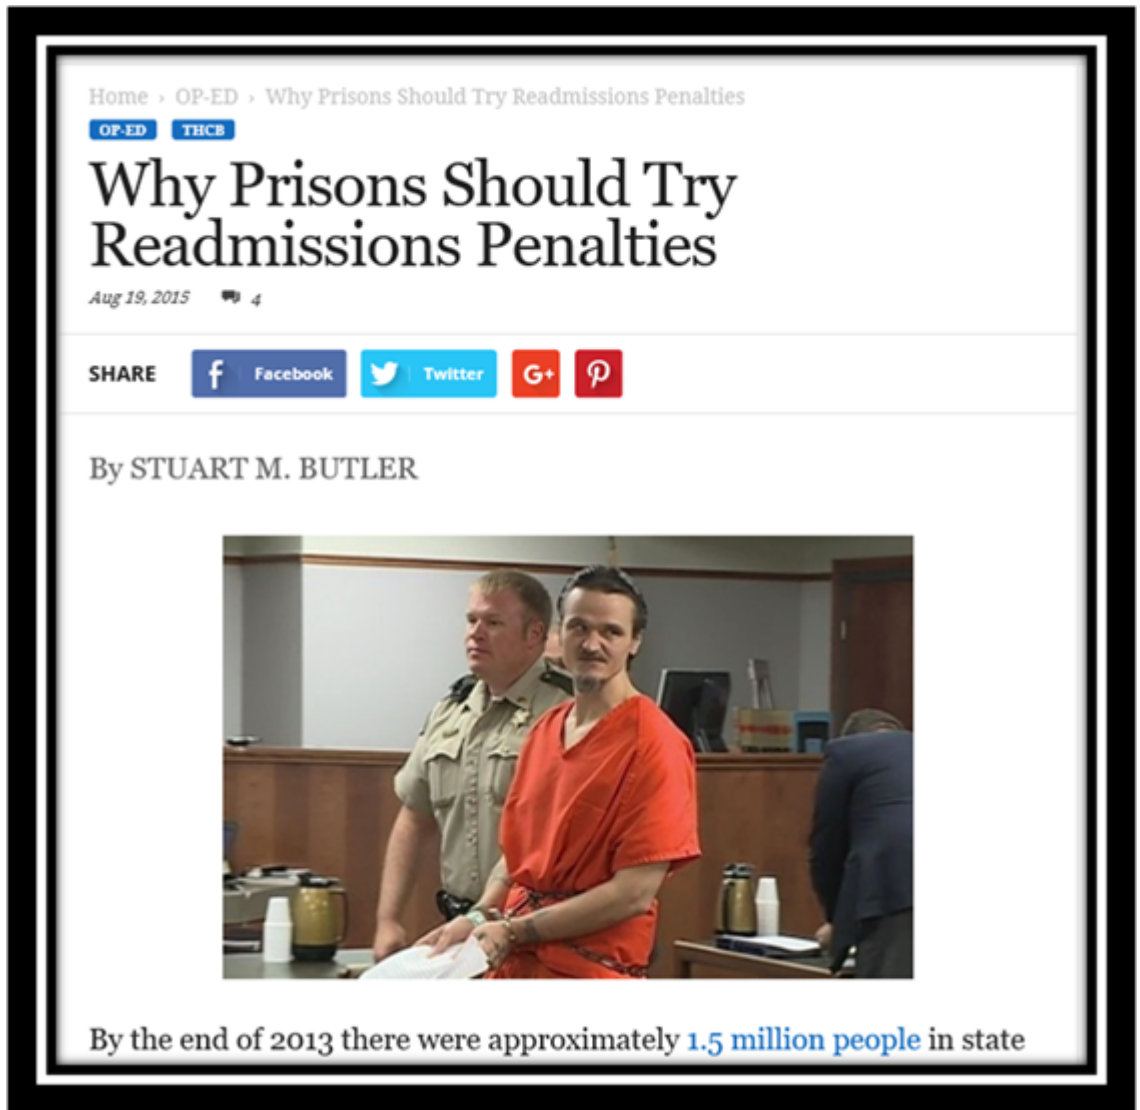 Home › OP-ED › Why Prisons Should Try Readmissions Penalties
OP-ED THCB
Why Prisons Should Try
Readmissions Penalties
Aug 19, 2015 4
SHARE f Facebook Twitter G+
By STUART M. BUTLER
By the end of 2013 there were approximately 1.5 million people in state